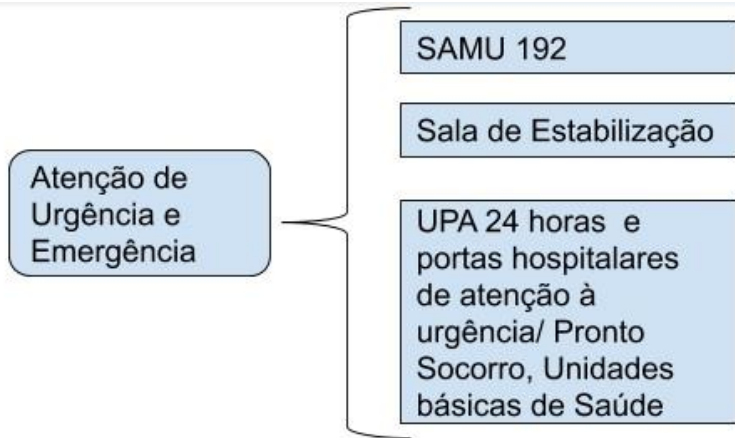 Atenção de
Urgência e
Emergência
SAMU 192
Sala de Estabilização
UPA 24 horas e
portas hospitalares
de atenção à
urgência/ Pronto
Socorro, Unidades
básicas de Saúde